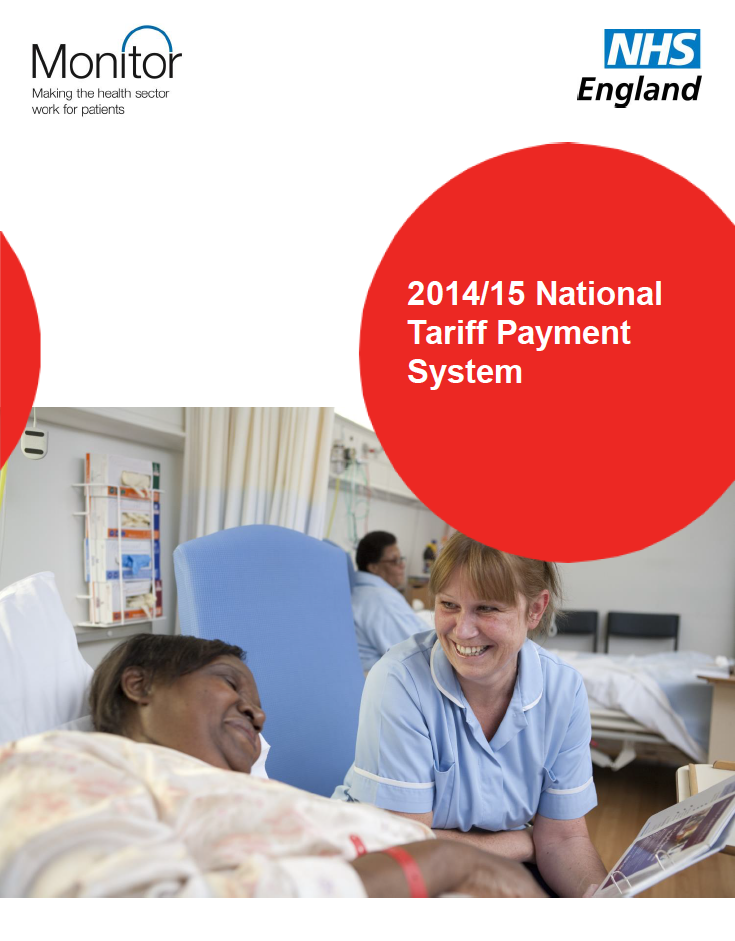 Monitor
Making the health sector
work for patients
NHS
England
2014/15 National
Tariff Payment
System